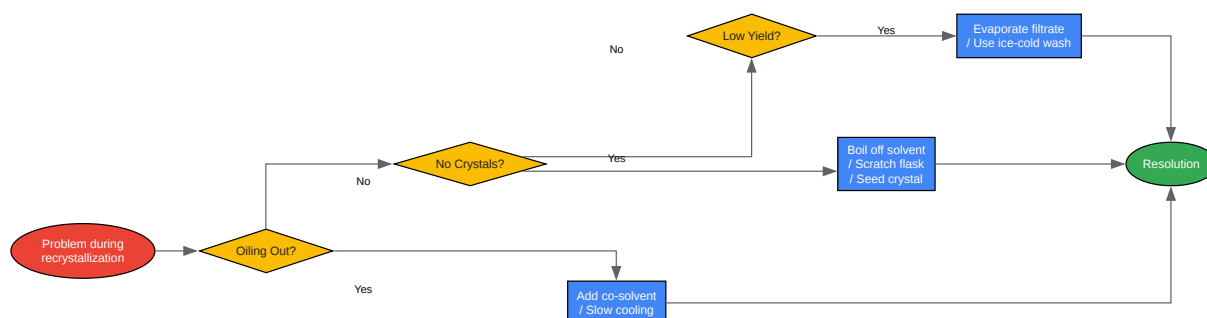 Problem during
recrystallization
Oiling Out?
No
Yes
No Crystals?
No
Yes
Low Yield?
Yes
Evaporate filtrate
/ Use ice-cold wash
Boil off solvent
/ Scratch flask
/ Seed crystal
Add co-solvent
/ Slow cooling
Resolution